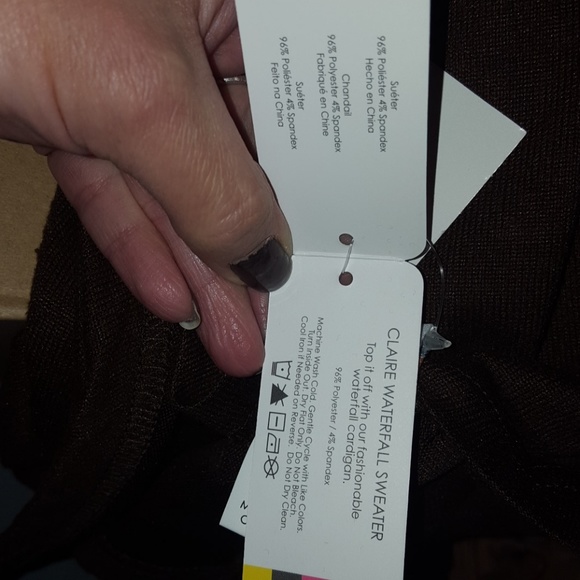 Suéter
96% Poliéster 4% Spandex
Hecho en China
Chandail
96% Polyester 4% Spandex
Fabriqué en Chine
Suéter
96% Poliéster 4% Spandex
Feito na China
CLAIRE WATERFALL SWEATER
Top it off with our fashionable
waterfall cardigan.
96% Polyester / 4% Spandex
Machine Wash Cold, Gentle Cycle with Like Colors.
Turn Inside Out. Dry Flat Only. Do Not Bleach.
Cool Iron if Needed on Reverse. Do Not Dry Clean.